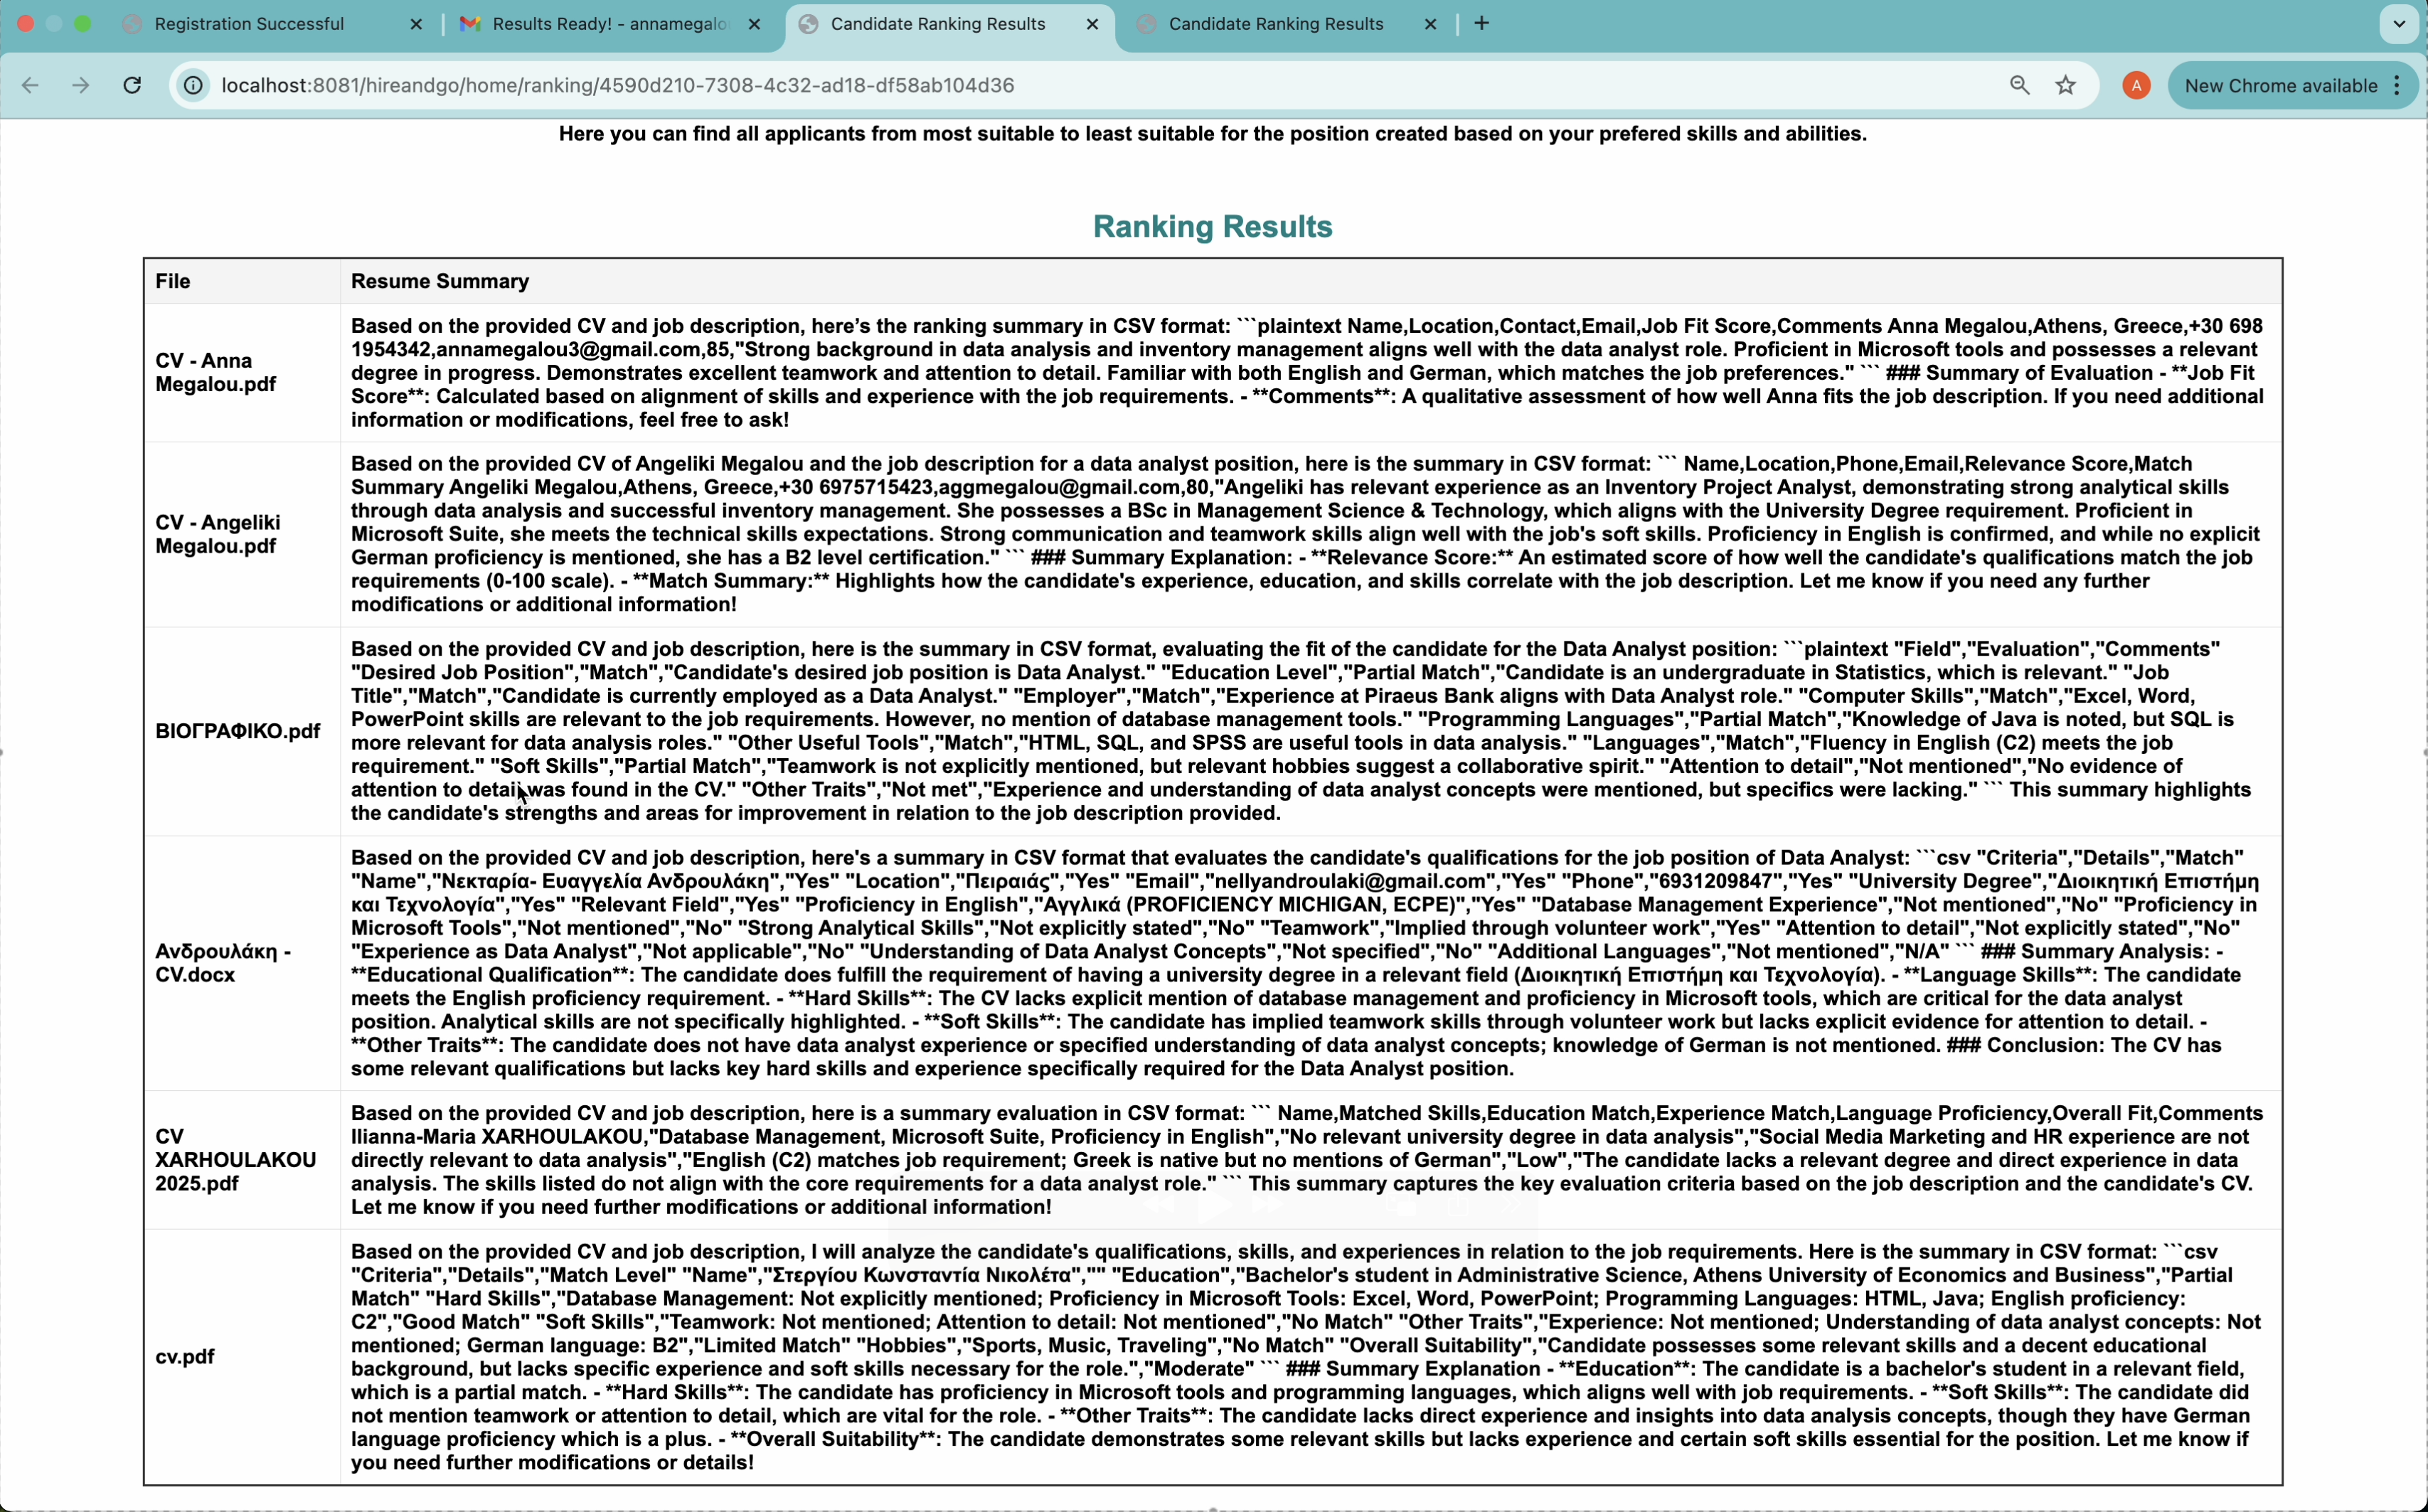 Registration Successful
Results Ready! - annamegalo
Candidate Ranking Results
Candidate Ranking Results
localhost:8081/hireandgo/home/ranking/4590d210-7308-4c32-ad18-df58ab104d36
A
New Chrome available
Here you can find all applicants from most suitable to least suitable for the position created based on your prefered skills and abilities.
Ranking Results
File
Resume Summary
CV - Anna
Megalou.pdf
Based on the provided CV and job description, here's the ranking summary in CSV format: ```plaintext Name,Location,Contact,Email,Job Fit Score,Comments Anna Megalou,Athens, Greece,+30 698
1954342,annamegalou3@gmail.com,85,"Strong background in data analysis and inventory management aligns well with the data analyst role. Proficient in Microsoft tools and possesses a relevant
degree in progress. Demonstrates excellent teamwork and attention to detail. Familiar with both English and German, which matches the job preferences." ``` ### Summary of Evaluation - **Job Fit
Score**: Calculated based on alignment of skills and experience with the job requirements. - **Comments**: A qualitative assessment of how well Anna fits the job description. If you need additional
information or modifications, feel free to ask!
CV - Angeliki
Megalou.pdf
Based on the provided CV of Angeliki Megalou and the job description for a data analyst position, here is the summary in CSV format: ``` Name,Location,Phone,Email,Relevance Score,Match
Summary Angeliki Megalou,Athens, Greece,+30 6975715423,aggmegalou@gmail.com,80,"Angeliki has relevant experience as an Inventory Project Analyst, demonstrating strong analytical skills
through data analysis and successful inventory management. She possesses a BSc in Management Science & Technology, which aligns with the University Degree requirement. Proficient in
Microsoft Suite, she meets the technical skills expectations. Strong communication and teamwork skills align well with the job's soft skills. Proficiency in English is confirmed, and while no explicit
German proficiency is mentioned, she has a B2 level certification." ``` ### Summary Explanation: - **Relevance Score:** An estimated score of how well the candidate's qualifications match the job
requirements (0-100 scale). - **Match Summary:** Highlights how the candidate's experience, education, and skills correlate with the job description. Let me know if you need any further
modifications or additional information!
ΒΙΟΓΡΑΦΙΚΟ.pdf
Based on the provided CV and job description, here is the summary in CSV format, evaluating the fit of the candidate for the Data Analyst position: ```plaintext "Field","Evaluation","Comments"
"Desired Job Position","Match","Candidate's desired job position is Data Analyst." "Education Level","Partial Match","Candidate is an undergraduate in Statistics, which is relevant." "Job
Title","Match","Candidate is currently employed as a Data Analyst." "Employer","Match","Experience at Piraeus Bank aligns with Data Analyst role." "Computer Skills","Match","Excel, Word,
PowerPoint skills are relevant to the job requirements. However, no mention of database management tools." "Programming Languages","Partial Match","Knowledge of Java is noted, but SQL is
more relevant for data analysis roles." "Other Useful Tools","Match","HTML, SQL, and SPSS are useful tools in data analysis." "Languages","Match","Fluency in English (C2) meets the job
requirement." "Soft Skills","Partial Match","Teamwork is not explicitly mentioned, but relevant hobbies suggest a collaborative spirit." "Attention to detail","Not mentioned","No evidence of
attention to detail was found in the CV." "Other Traits","Not met","Experience and understanding of data analyst concepts were mentioned, but specifics were lacking." ``` This summary highlights
the candidate's strengths and areas for improvement in relation to the job description provided.
Ανδρουλάκη -
CV.docx
Based on the provided CV and job description, here's a summary in CSV format that evaluates the candidate's qualifications for the job position of Data Analyst: ```csv "Criteria","Details","Match"
"Name","Νεκταρία- Ευαγγελία Ανδρουλάκη","Yes" "Location","Πειραιάς","Yes" "Email","nellyandroulaki@gmail.com","Yes" "Phone","6931209847","Yes" "University Degree","Διοικητική Επιστήμη
και Τεχνολογία","Yes" "Relevant Field","Yes" "Proficiency in English","Αγγλικά (PROFICIENCY MICHIGAN, ECPE)","Yes" "Database Management Experience","Not mentioned","No" "Proficiency in
Microsoft Tools","Not mentioned","No" "Strong Analytical Skills","Not explicitly stated","No" "Teamwork","Implied through volunteer work","Yes" "Attention to detail","Not explicitly stated","No"
"Experience as Data Analyst","Not applicable","No" "Understanding of Data Analyst Concepts","Not specified","No" "Additional Languages","Not mentioned","N/A" ``` ### Summary Analysis: -
**Educational Qualification**: The candidate does fulfill the requirement of having a university degree in a relevant field (Διοικητική Επιστήμη και Τεχνολογία). - **Language Skills**: The candidate
meets the English proficiency requirement. - **Hard Skills**: The CV lacks explicit mention of database management and proficiency in Microsoft tools, which are critical for the data analyst
position. Analytical skills are not specifically highlighted. - **Soft Skills**: The candidate has implied teamwork skills through volunteer work but lacks explicit evidence for attention to detail. -
**Other Traits**: The candidate does not have data analyst experience or specified understanding of data analyst concepts; knowledge of German is not mentioned. ### Conclusion: The CV has
some relevant qualifications but lacks key hard skills and experience specifically required for the Data Analyst position.
CV
XARHOULAKOU
2025.pdf
Based on the provided CV and job description, here is a summary evaluation in CSV format: ``` Name,Matched Skills,Education Match,Experience Match,Language Proficiency,Overall Fit,Comments
Ilianna-Maria XARHOULAKOU,"Database Management, Microsoft Suite, Proficiency in English","No relevant university degree in data analysis","Social Media Marketing and HR experience are not
directly relevant to data analysis","English (C2) matches job requirement; Greek is native but no mentions of German","Low","The candidate lacks a relevant degree and direct experience in data
analysis. The skills listed do not align with the core requirements for a data analyst role." ``` This summary captures the key evaluation criteria based on the job description and the candidate's CV.
Let me know if you need further modifications or additional information!
cv.pdf
Based on the provided CV and job description, I will analyze the candidate's qualifications, skills, and experiences in relation to the job requirements. Here is the summary in CSV format: ```csv
"Criteria","Details","Match Level" "Name","Στεργίου Κωνσταντία Νικολέτα","" "Education","Bachelor's student in Administrative Science, Athens University of Economics and Business","Partial
Match" "Hard Skills","Database Management: Not explicitly mentioned; Proficiency in Microsoft Tools: Excel, Word, PowerPoint; Programming Languages: HTML, Java; English proficiency:
C2","Good Match" "Soft Skills","Teamwork: Not mentioned; Attention to detail: Not mentioned","No Match" "Other Traits","Experience: Not mentioned; Understanding of data analyst concepts: Not
mentioned; German language: B2","Limited Match" "Hobbies","Sports, Music, Traveling","No Match" "Overall Suitability","Candidate possesses some relevant skills and a decent educational
background, but lacks specific experience and soft skills necessary for the role.","Moderate" ``` ### Summary Explanation - **Education**: The candidate is a bachelor's student in a relevant field,
which is a partial match. - **Hard Skills**: The candidate has proficiency in Microsoft tools and programming languages, which aligns well with job requirements. - **Soft Skills**: The candidate did
not mention teamwork or attention to detail, which are vital for the role. - **Other Traits**: The candidate lacks direct experience and insights into data analysis concepts, though they have German
language proficiency which is a plus. - **Overall Suitability**: The candidate demonstrates some relevant skills but lacks experience and certain soft skills essential for the position. Let me know if
you need further modifications or details!